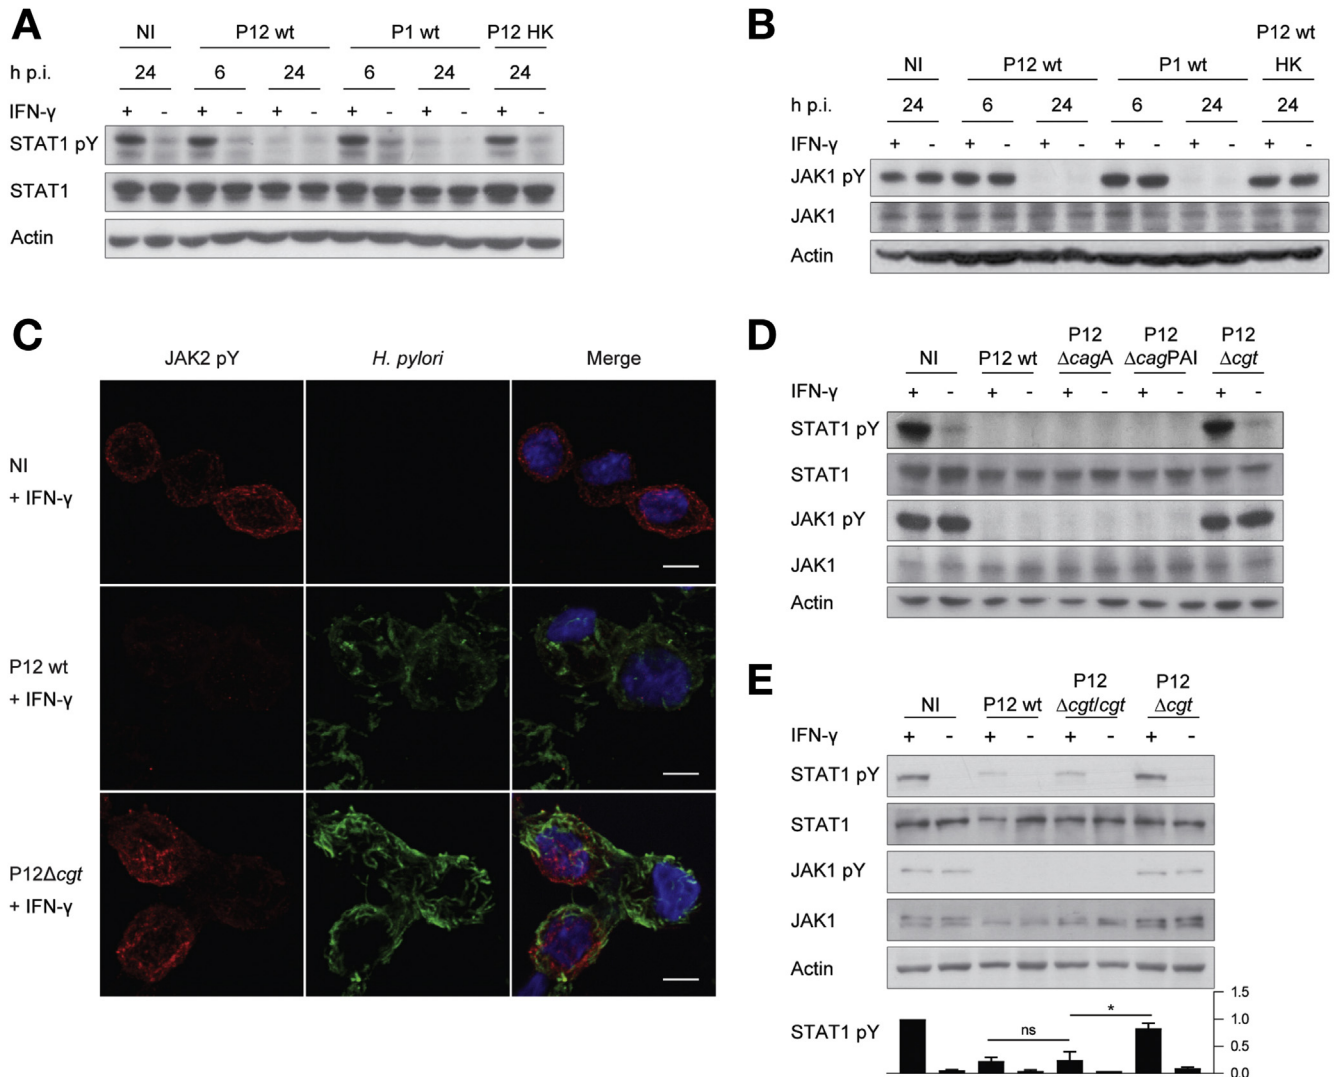 A
NI P12 wt P1 wt P12 HK
h p.i. 24 6 24 6 24 24
IFN-γ + - + - + - + - + - + -
STAT1 pY
STAT1
Actin
B
P12 wt
NI P12 wt P1 wt HK
h p.i. 24 6 24 6 24 24
IFN-γ + - + - + - + - + - + -
JAK1 pY
JAK1
Actin
C
JAK2 pY H. pylori Merge
NI
+ IFN-γ
P12 wt
+ IFN-γ
P12Δcgt
+ IFN-γ
D
P12 P12 P12
NI P12 wt ΔcagA ΔcagPAI Δcgt
IFN-γ + - + - + - + - + -
STAT1 pY
STAT1
JAK1 pY
JAK1
Actin
E
P12 P12
NI P12 wt Δcgt/cgt Δcgt
IFN-γ + - + - + - + -
STAT1 pY
STAT1
JAK1 pY
JAK1
Actin
STAT1 pY
ns
*
1.5
1.0
0.5
0.0